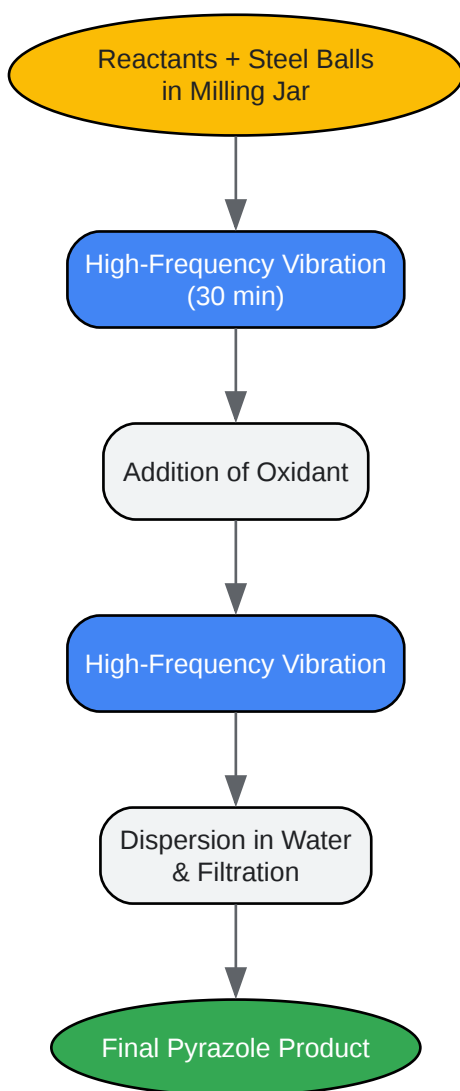 Reactants + Steel Balls
in Milling Jar
High-Frequency Vibration
(30 min)
Addition of Oxidant
High-Frequency Vibration
Dispersion in Water
& Filtration
Final Pyrazole Product